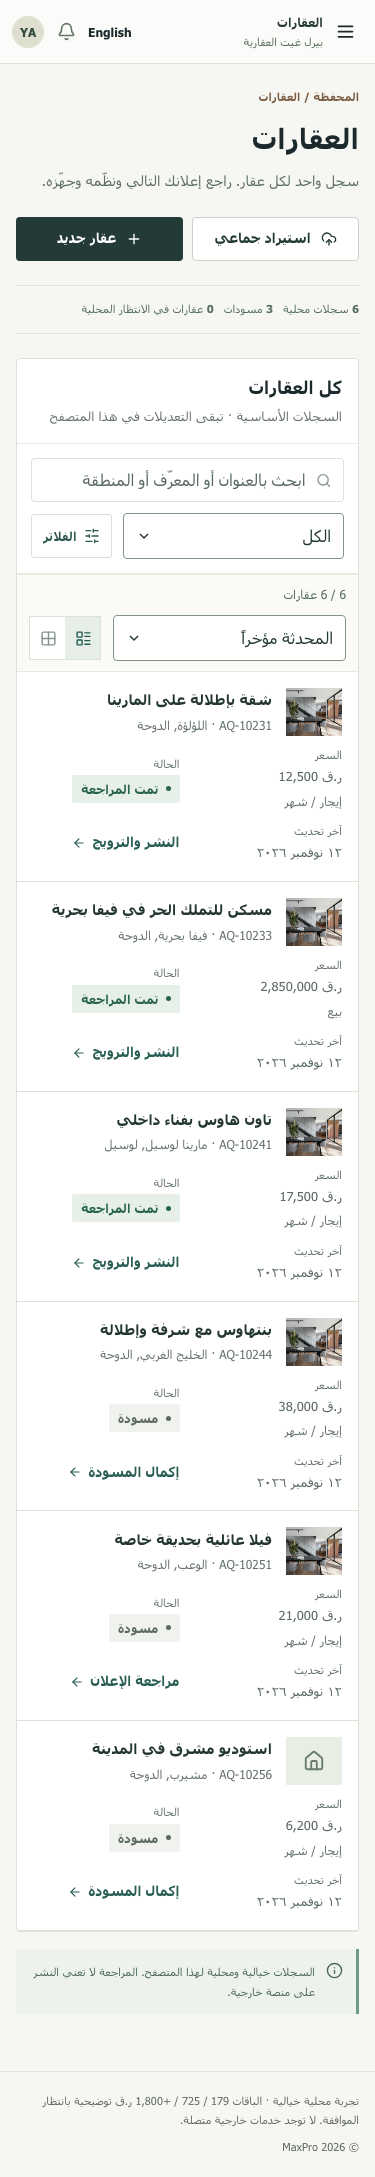 العقارات
بيرل غيت العقارية
English
YA
المحفظة / العقارات
العقارات
سجل واحد لكل عقار. راجع إعلانك التالي ونظّمه وجهّزه.
استيراد جماعي
عقار جديد
6 سجلات محلية 3 مسودات 0 عقارات في الانتظار المحلية
كل العقارات
السجلات الأساسية · تبقى التعديلات في هذا المتصفح
ابحث بالعنوان أو المعرّف أو المنطقة
الكل
الفلاتر
6 / 6 عقارات
المحدثة مؤخراً
شقة بإطلالة على المارينا
AQ-10231 · اللؤلؤة, الدوحة
السعر
ر.ق 12,500
إيجار / شهر
الحالة
تمت المراجعة
آخر تحديث
١٢ نوفمبر ٢٠٢٦
النشر والترويج
مسكن للتملك الحر في فيفا بحرية
AQ-10233 · فيفا بحرية, الدوحة
السعر
ر.ق 2,850,000
بيع
الحالة
تمت المراجعة
آخر تحديث
١٢ نوفمبر ٢٠٢٦
النشر والترويج
تاون هاوس بفناء داخلي
AQ-10241 · مارينا لوسيل, لوسيل
السعر
ر.ق 17,500
إيجار / شهر
الحالة
تمت المراجعة
آخر تحديث
١٢ نوفمبر ٢٠٢٦
النشر والترويج
بنتهاوس مع شرفة وإطلالة
AQ-10244 · الخليج الغربي, الدوحة
السعر
ر.ق 38,000
إيجار / شهر
الحالة
مسودة
آخر تحديث
١٢ نوفمبر ٢٠٢٦
إكمال المسودة
فيلا عائلية بحديقة خاصة
AQ-10251 · الوعب, الدوحة
السعر
ر.ق 21,000
إيجار / شهر
الحالة
مسودة
آخر تحديث
١٢ نوفمبر ٢٠٢٦
مراجعة الإعلان
استوديو مشرق في المدينة
AQ-10256 · مشيرب, الدوحة
السعر
ر.ق 6,200
إيجار / شهر
الحالة
مسودة
آخر تحديث
١٢ نوفمبر ٢٠٢٦
إكمال المسودة
السجلات خيالية ومحلية لهذا المتصفح. المراجعة لا تعني النشر
على منصة خارجية.
تجربة محلية خيالية · الباقات 179 / 725 / +1,800 ر.ق توضيحية بانتظار
الموافقة. لا توجد خدمات خارجية متصلة.
© 2026 MaxPro